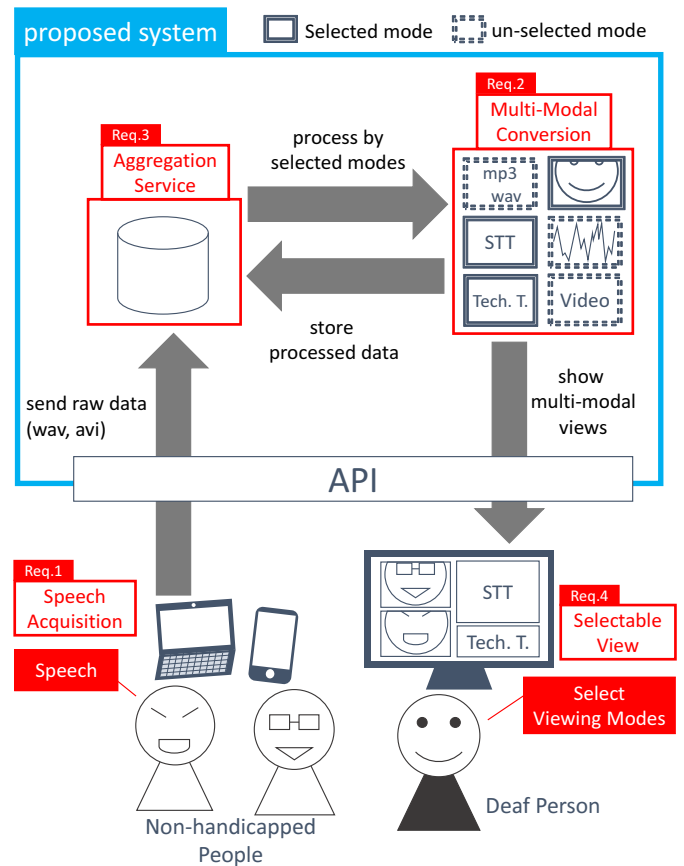 proposed system
Selected mode
un-selected mode
Req.3
Aggregation
Service
process by
selected modes
Req.2
Multi-Modal
Conversion
mp3
wav
STT
Tech. T.
Video
store
processed data
send raw data
(wav, avi)
show
multi-modal
views
API
Req.1
Speech
Acquisition
Speech
STT
Tech. T.
Req.4
Selectable
View
Select
Viewing Modes
Non-handicapped
People
Deaf Person